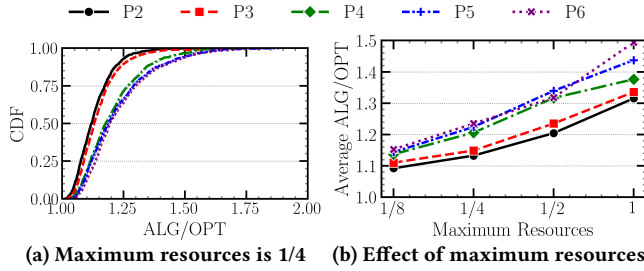 P2 P3 P4 P5 P6
1.00
0.75
0.50
0.25
0.00
CDF
1.00 1.25 1.50 1.75 2.00
ALG/OPT
(a) Maximum resources is 1/4
1.5
1.4
1.3
1.2
1.1
1.0
Average ALG/OPT
1/8 1/4 1/2 1
Maximum Resources
(b) Effect of maximum resources